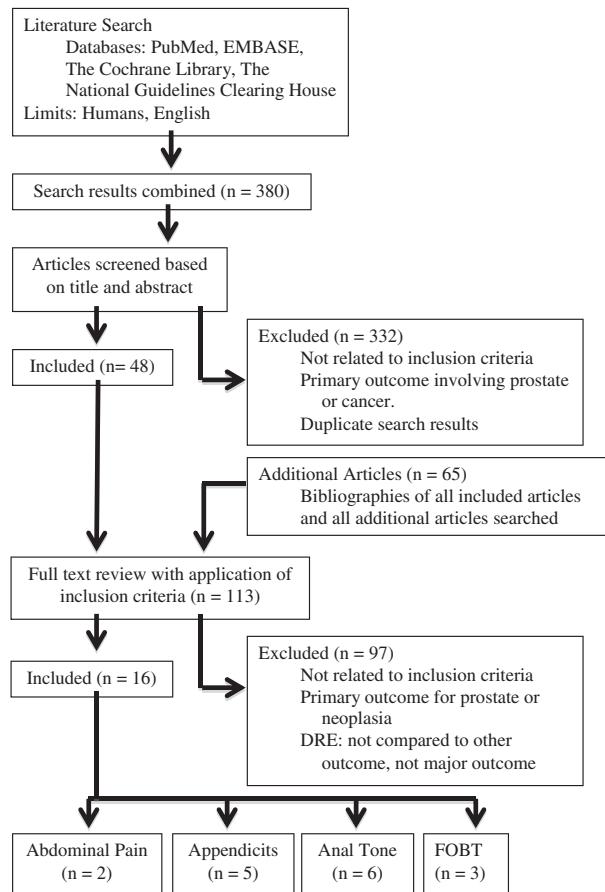 Literature Search
Databases: PubMed, EMBASE,
The Cochrane Library, The
National Guidelines Clearing House
Limits: Humans, English
Search results combined (n = 380)
Articles screened based
on title and abstract
Included (n= 48)
Excluded (n = 332)
Not related to inclusion criteria
Primary outcome involving prostate
or cancer.
Duplicate search results
Additional Articles (n = 65)
Bibliographies of all included articles
and all additional articles searched
Full text review with application of
inclusion criteria (n = 113)
Included (n = 16)
Excluded (n = 97)
Not related to inclusion criteria
Primary outcome for prostate or
neoplasia
DRE: not compared to other
outcome, not major outcome
Abdominal Pain
(n = 2)
Appendicits
(n = 5)
Anal Tone
(n = 6)
FOBT
(n = 3)